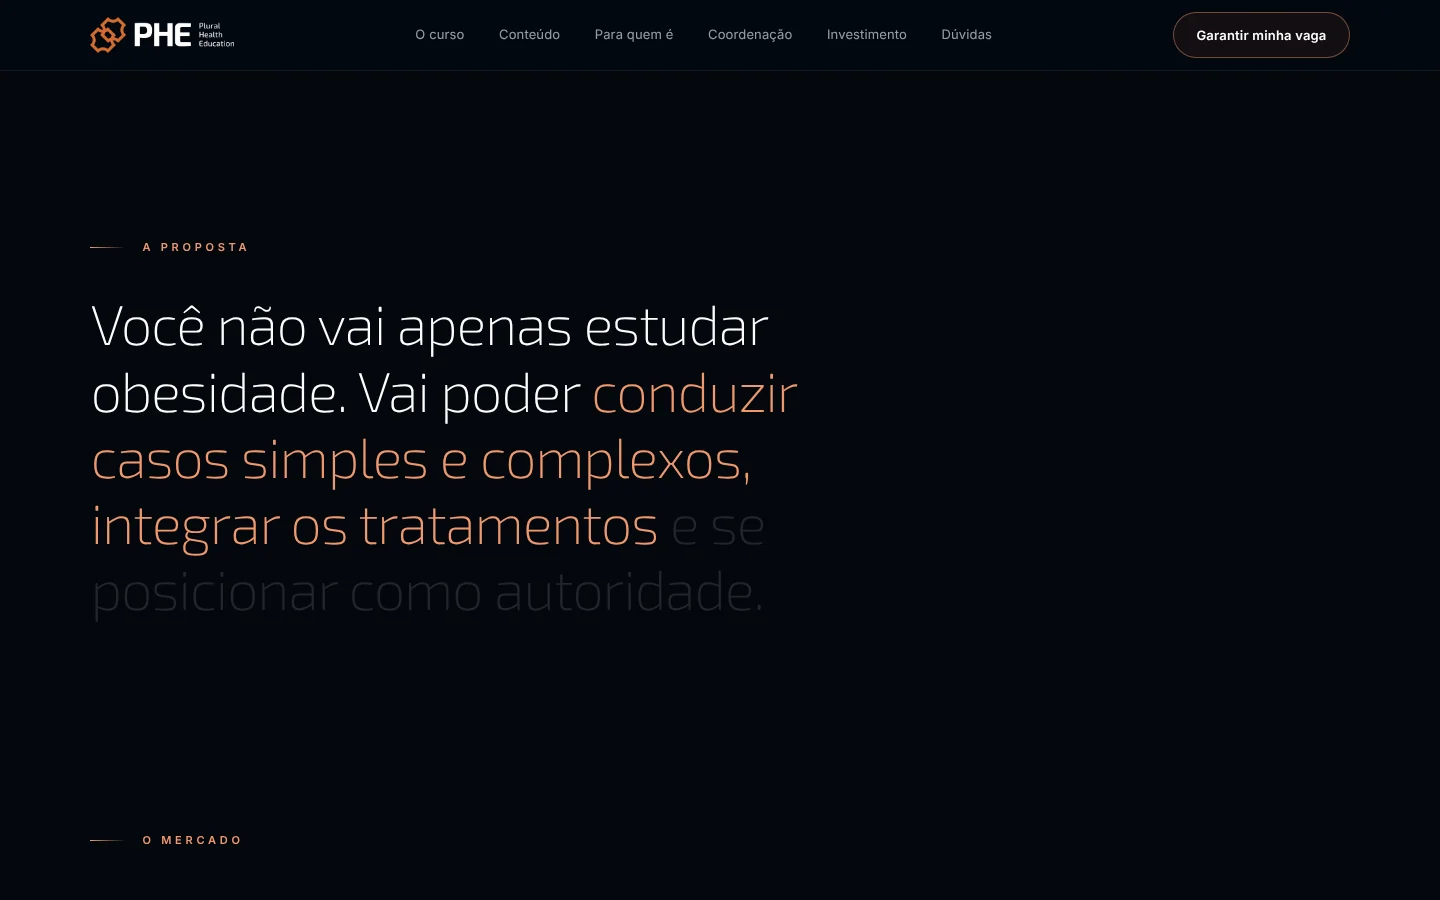 PHE
Plural
Health
Education
O curso
Conteúdo
Para quem é
Coordenação
Investimento
Dúvidas
Garantir minha vaga
A PROPOSTA
Você não vai apenas estudar
obesidade. Vai poder conduzir
casos simples e complexos,
integrar os tratamentos e se
posicionar como autoridade.
O MERCADO